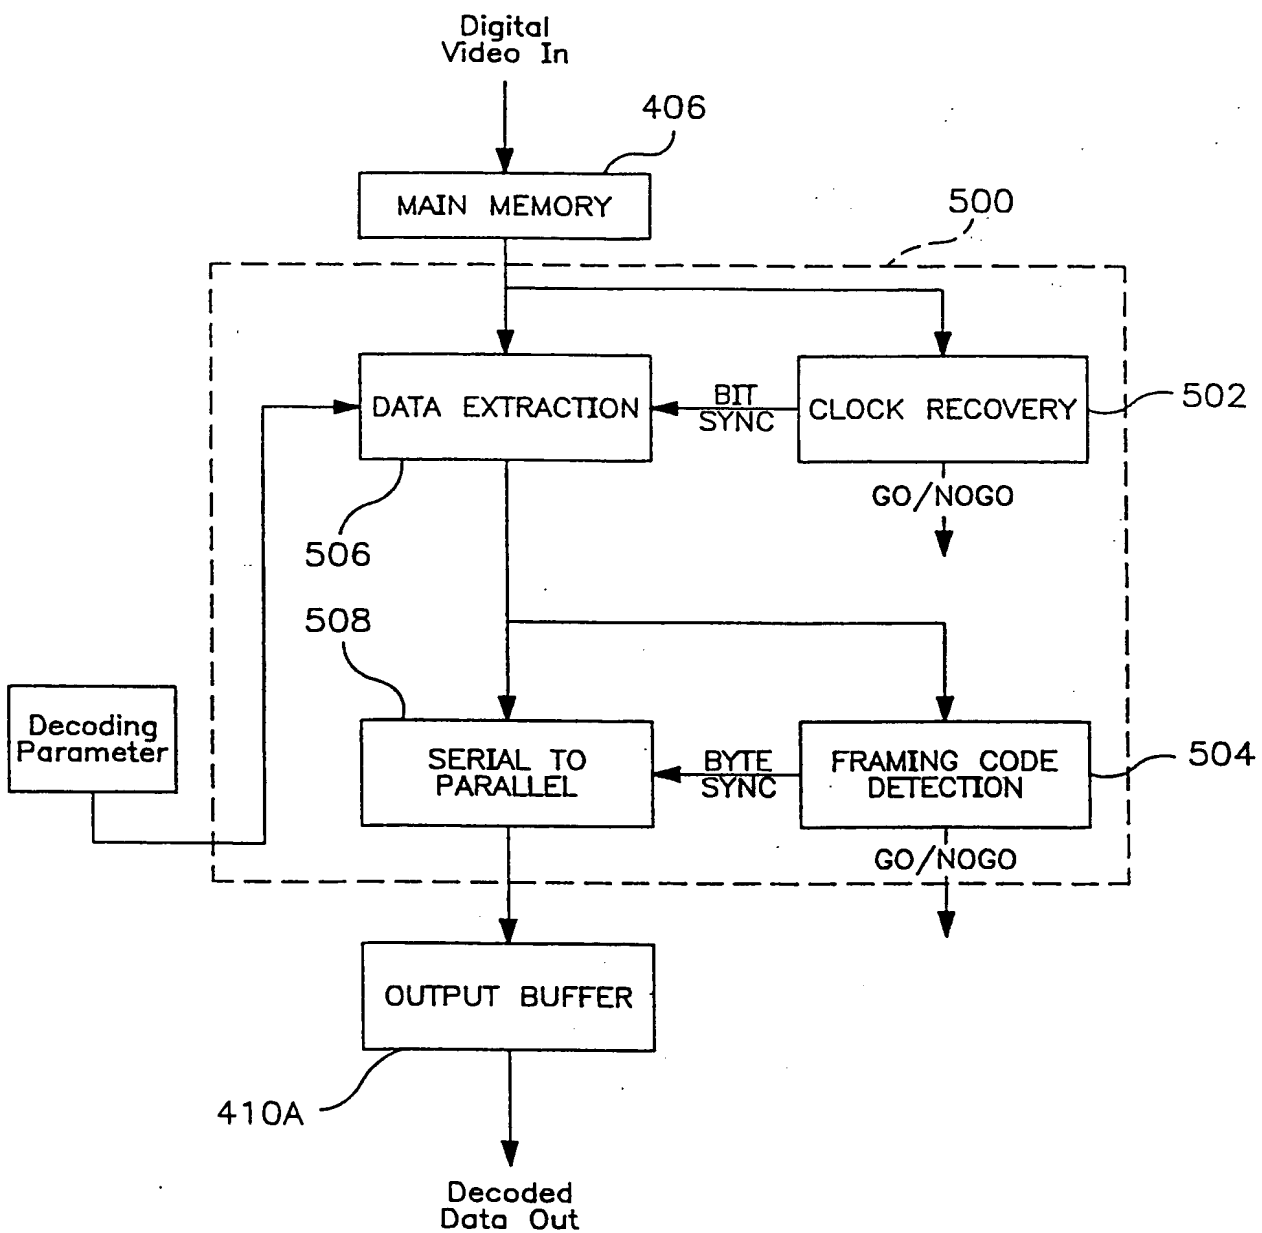 Digital
Video In
406
MAIN MEMORY
500
DATA EXTRACTION
BIT
SYNC
CLOCK RECOVERY
502
GO/NOGO
506
508
Decoding
Parameter
SERIAL TO
PARALLEL
BYTE
SYNC
FRAMING CODE
DETECTION
504
GO/NOGO
OUTPUT BUFFER
410A
Decoded
Data Out